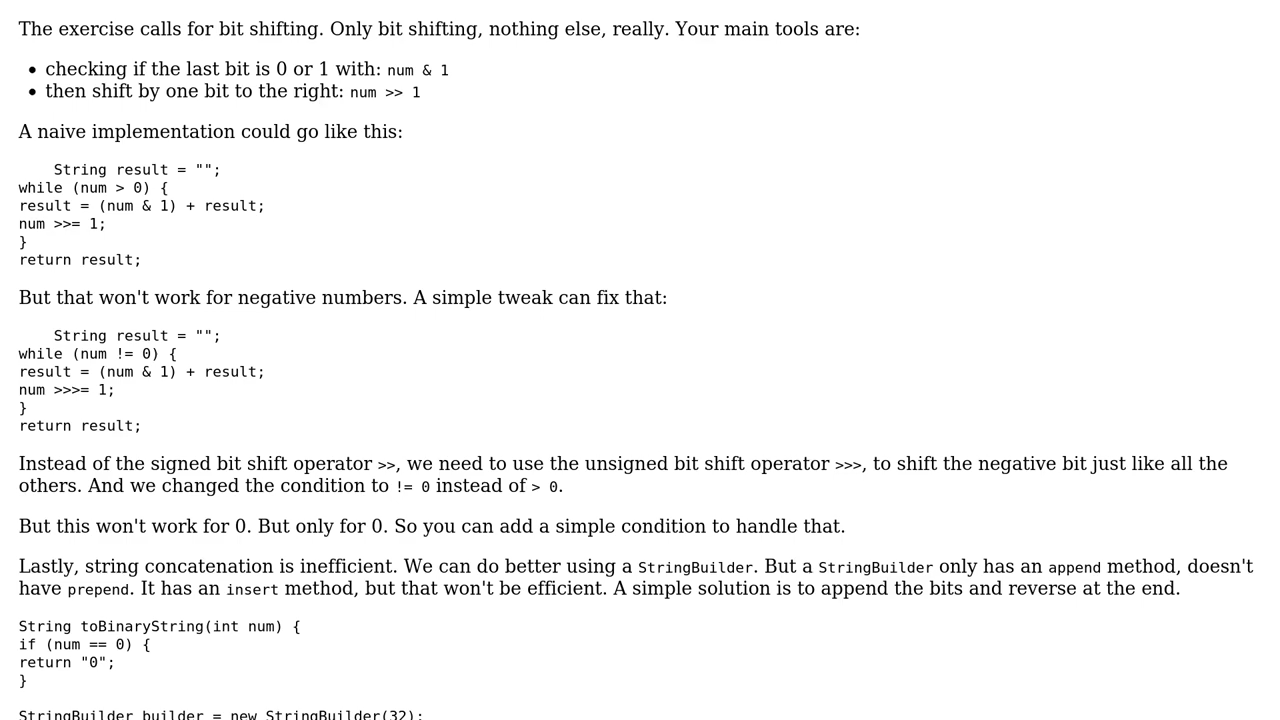 The exercise calls for bit shifting. Only bit shifting, nothing else, really. Your main tools are:
• checking if the last bit is 0 or 1 with: num & 1
• then shift by one bit to the right: num >> 1
A naive implementation could go like this:
String result = "";
while (num > 0) {
result = (num & 1) + result;
num >>= 1;
}
return result;
But that won't work for negative numbers. A simple tweak can fix that:
String result = "";
while (num != 0) {
result = (num & 1) + result;
num >>>= 1;
}
return result;
Instead of the signed bit shift operator >>, we need to use the unsigned bit shift operator >>>, to shift the negative bit just like all the
others. And we changed the condition to != 0 instead of > 0.
But this won't work for 0. But only for 0. So you can add a simple condition to handle that.
Lastly, string concatenation is inefficient. We can do better using a StringBuilder. But a StringBuilder only has an append method, doesn't
have prepend. It has an insert method, but that won't be efficient. A simple solution is to append the bits and reverse at the end.
String toBinaryString(int num) {
if (num == 0) {
return "0";
}
StringBuilder builder = new StringBuilder(32);